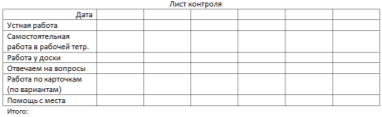 Лист контроля
Дата
Устная работа
Самостоятельная
работа в рабочей тетр.
Работа у доски
Отвечаем на вопросы
Работа по карточкам
(по вариантам)
Помощь с места
Итого: